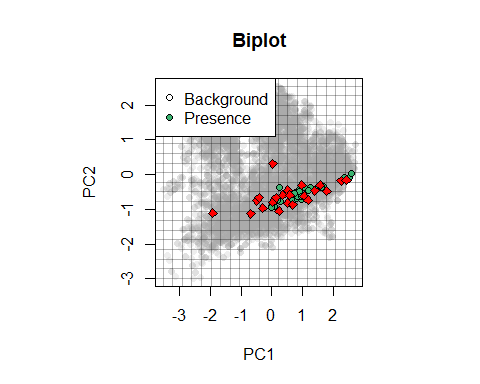 Biplot
Background
Presence
PC2
2
1
0
-1
-2
-3
-3 -2 -1 0 1 2
PC1